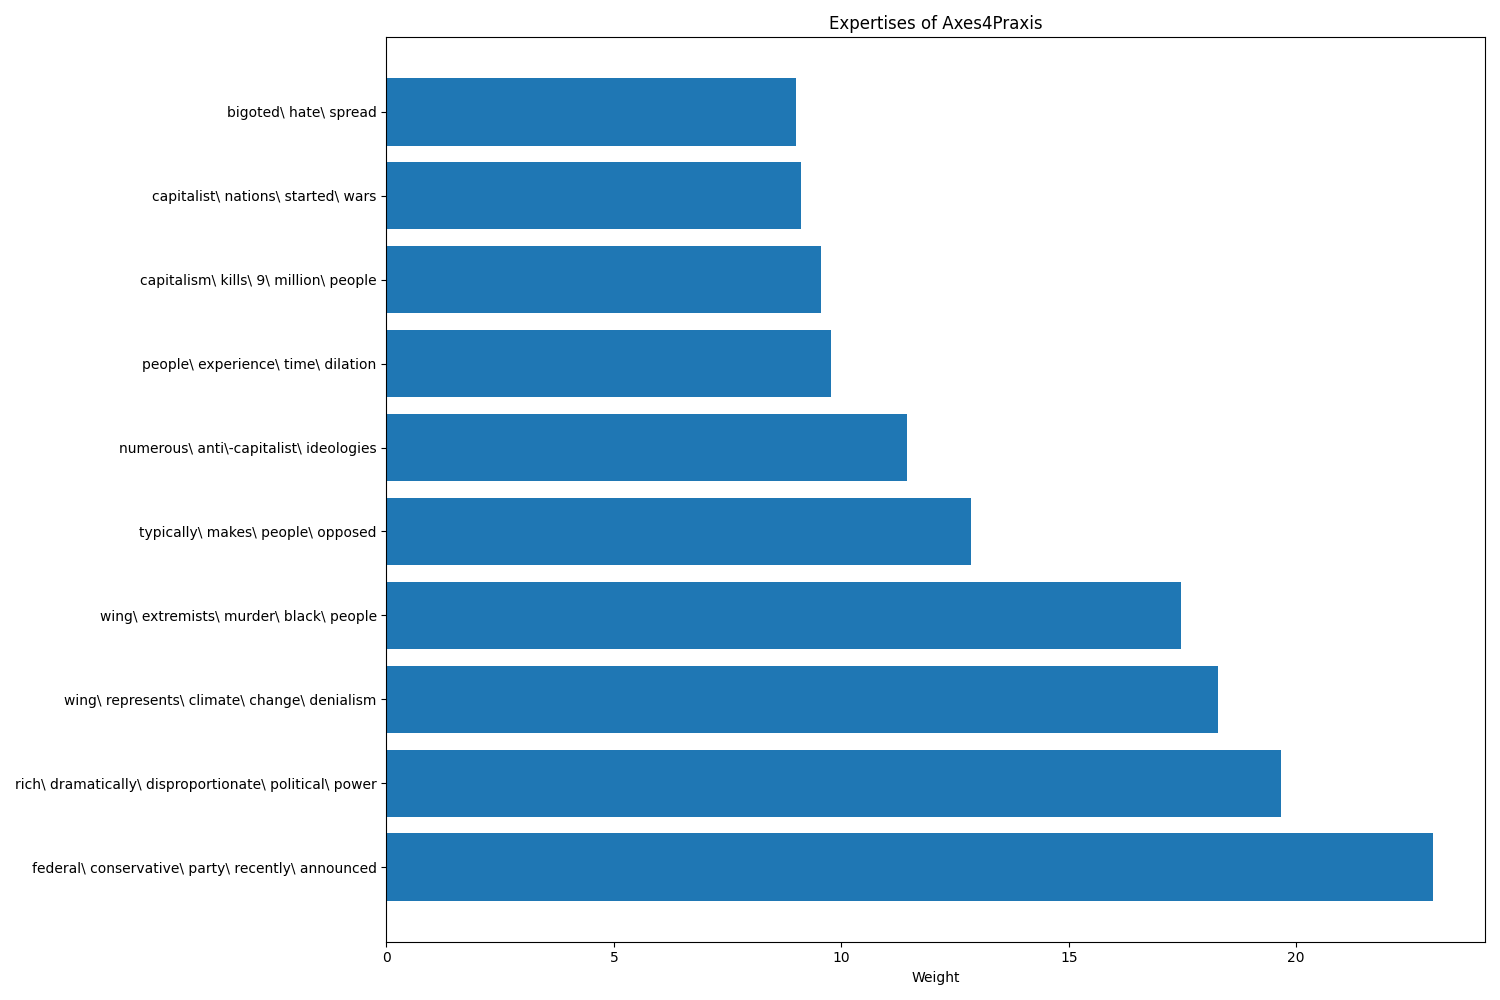 Expertises of Axes4Praxis
bigoted\ hate\ spread
capitalist\ nations\ started\ wars
capitalism\ kills\ 9\ million\ people
people\ experience\ time\ dilation
numerous\ anti\-capitalist\ ideologies
typically\ makes\ people\ opposed
wing\ extremists\ murder\ black\ people
wing\ represents\ climate\ change\ denialism
rich\ dramatically\ disproportionate\ political\ power
federal\ conservative\ party\ recently\ announced
0 5 10 15 20
Weight